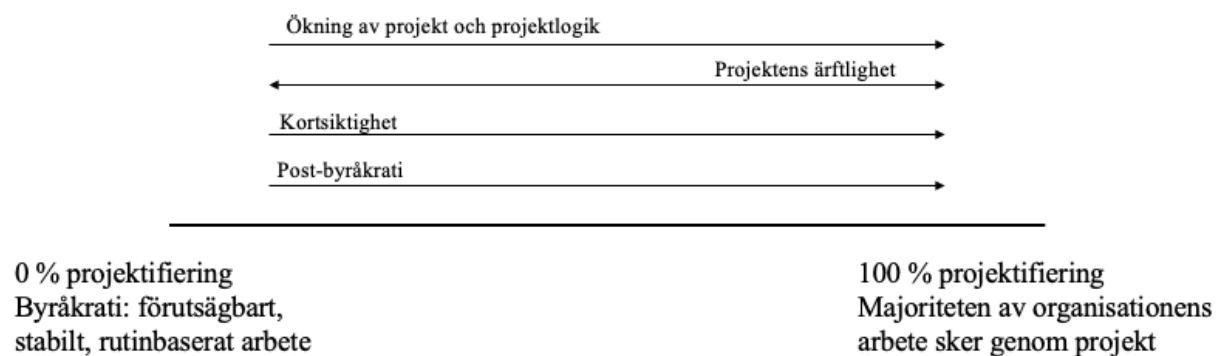 Ökning av projekt och projektlogik
Projektens ärftlighet
Kortsiktighet
Post-byråkrati
0 % projektifiering
Byråkrati: förutsägbart,
stabilt, rutinbaserat arbete
100 % projektifiering
Majoriteten av organisationens
arbete sker genom projekt